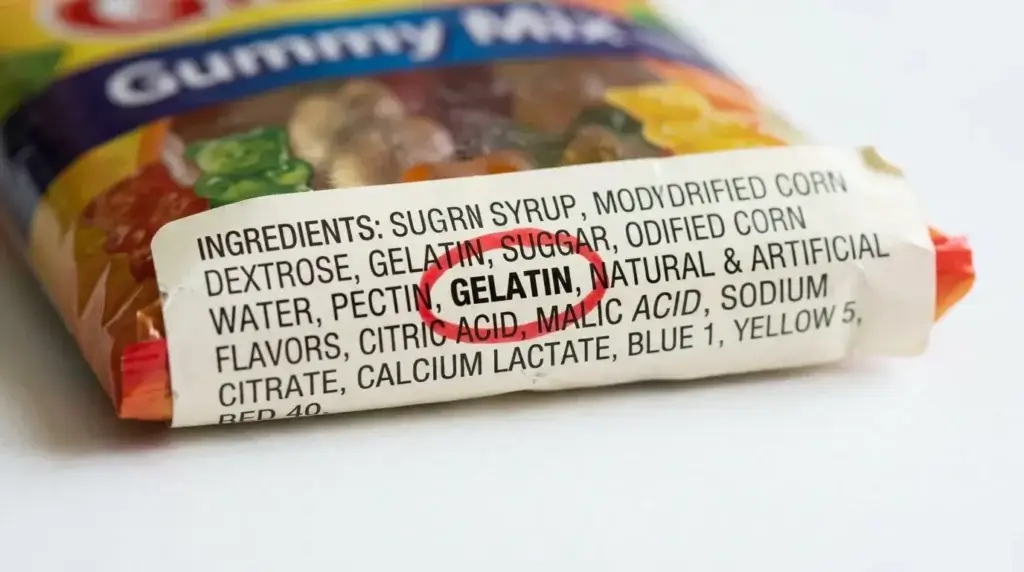 Gummy Mix
INGREDIENTS: SUGRN SYRUP, MODYDRIFIED CORN
DEXTROSE, GELATIN, SUGGAR, ODIFIED CORN
WATER, PECTIN, GELATIN, NATURAL & ARTIFICIAL
FLAVORS, CITRIC ACID, MALIC ACID, SODIUM
CITRATE, CALCIUM LACTATE, BLUE 1, YELLOW 5,
RED 40.